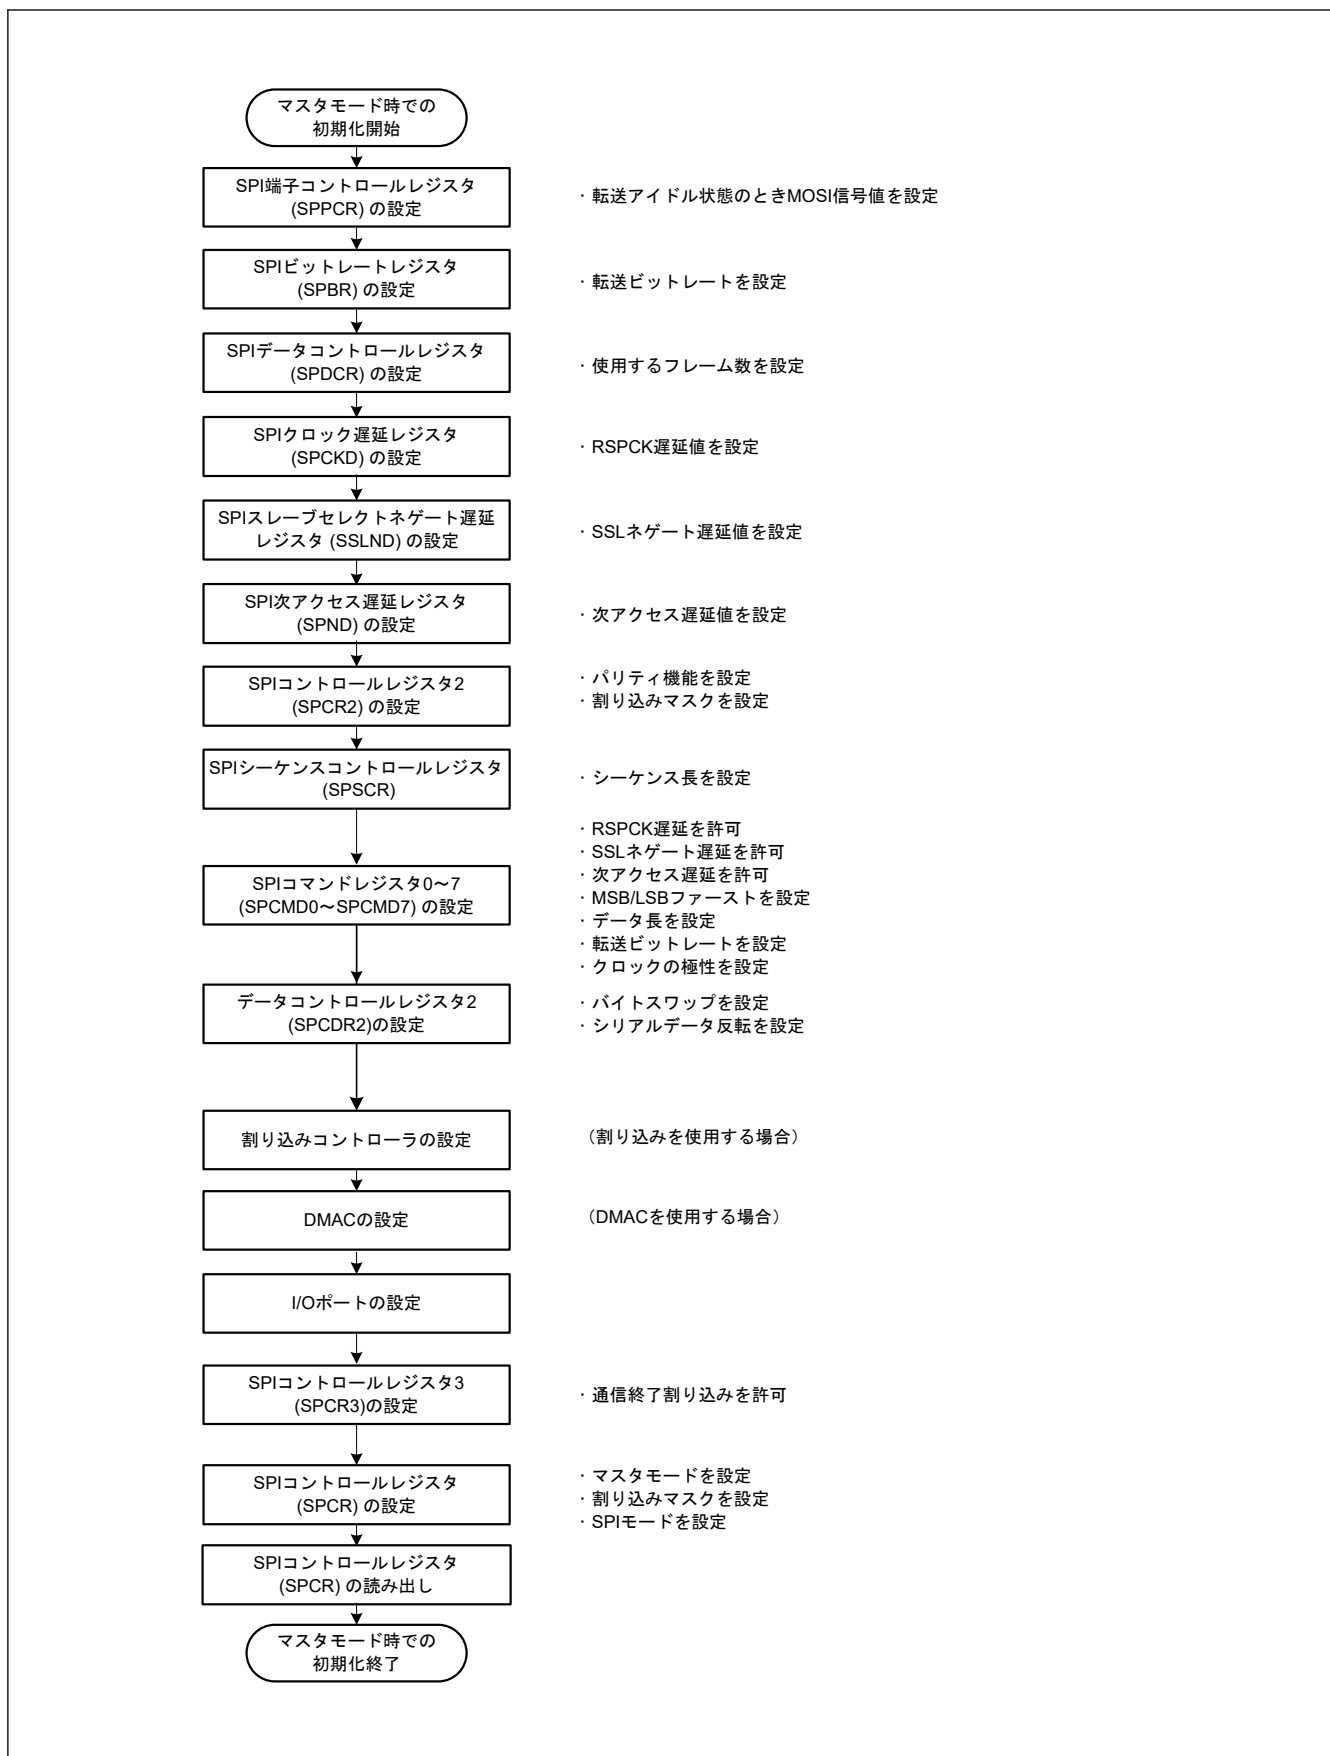 マスタモード時での
初期化開始
SPI端子コントロールレジスタ
(SPPCR) の設定
・転送アイドル状態のときMOSI信号値を設定
SPIビットレートレジスタ
(SPBR) の設定
・転送ビットレートを設定
SPIデータコントロールレジスタ
(SPDCR) の設定
・使用するフレーム数を設定
SPIクロック遅延レジスタ
(SPCKD) の設定
・RSPCK遅延値を設定
SPIスレーブセレクトネゲート遅延
レジスタ (SSLND) の設定
・SSLネゲート遅延値を設定
SPI次アクセス遅延レジスタ
(SPND) の設定
・次アクセス遅延値を設定
SPIコントロールレジスタ2
(SPCR2) の設定
・パリティ機能を設定
・割り込みマスクを設定
SPIシーケンスコントロールレジスタ
(SPSCR)
・シーケンス長を設定
SPIコマンドレジスタ0～7
(SPCMD0～SPCMD7) の設定
・RSPCK遅延を許可
・SSLネゲート遅延を許可
・次アクセス遅延を許可
・MSB/LSBファーストを設定
・データ長を設定
・転送ビットレートを設定
・クロックの極性を設定
データコントロールレジスタ2
(SPCDR2)の設定
・バイトスワップを設定
・シリアルデータ反転を設定
割り込みコントローラの設定
（割り込みを使用する場合）
DMACの設定
（DMACを使用する場合）
I/Oポートの設定
SPIコントロールレジスタ3
(SPCR3)の設定
・通信終了割り込みを許可
SPIコントロールレジスタ
(SPCR) の設定
・マスタモードを設定
・割り込みマスクを設定
・SPIモードを設定
SPIコントロールレジスタ
(SPCR) の読み出し
マスタモード時での
初期化終了